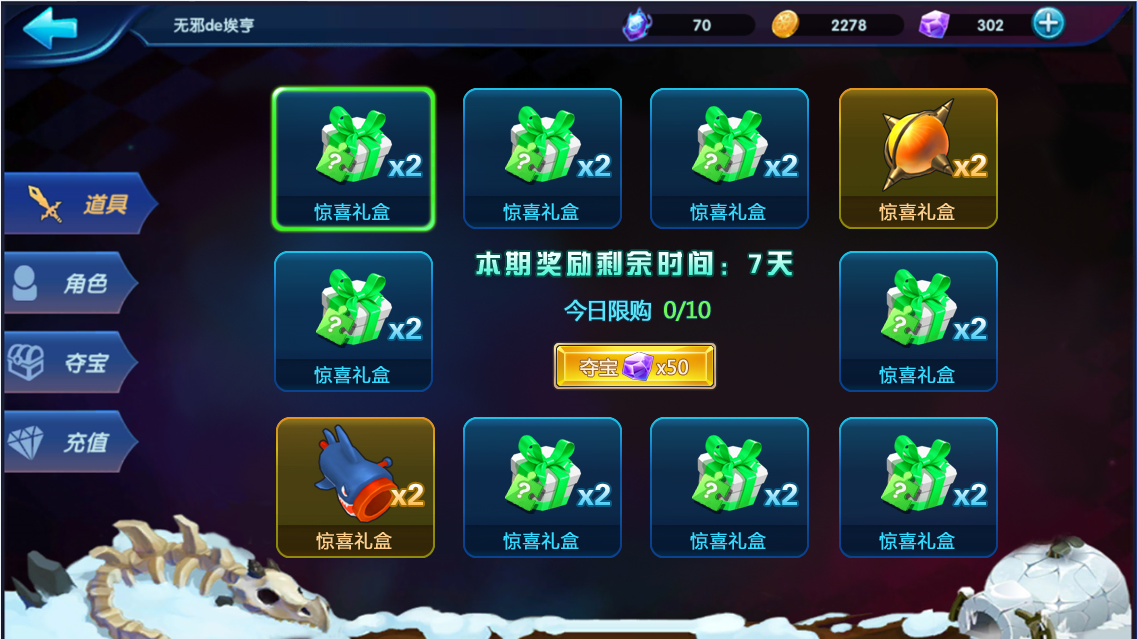 无邪de埃亨
70
2278
302
道具
角色
夺宝
充值
? x2
惊喜礼盒
? x2
惊喜礼盒
? x2
惊喜礼盒
x2
惊喜礼盒
? x2
惊喜礼盒
本期奖励剩余时间：7天
今日限购 0/10
夺宝 x50
? x2
惊喜礼盒
x2
惊喜礼盒
? x2
惊喜礼盒
? x2
惊喜礼盒
? x2
惊喜礼盒